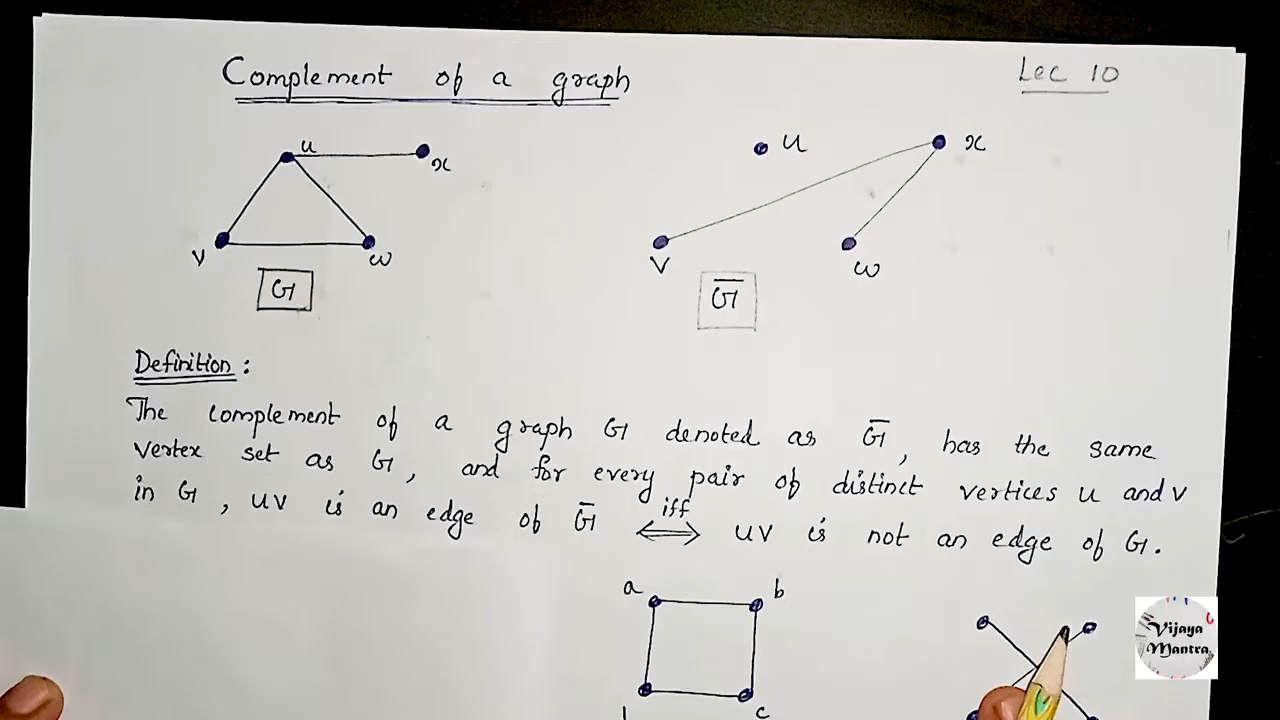 Complement of a graph
Lec 10
u
x
v
w
G
u
x
v
w
G̅
Definition :
The complement of a graph G denoted as G̅, has the same
vertex set as G, and for every pair of distinct vertices u and v
in G, uv is an edge of G̅ iff ⟺ uv is not an edge of G.
a
b
c
Vijaya
Mantra